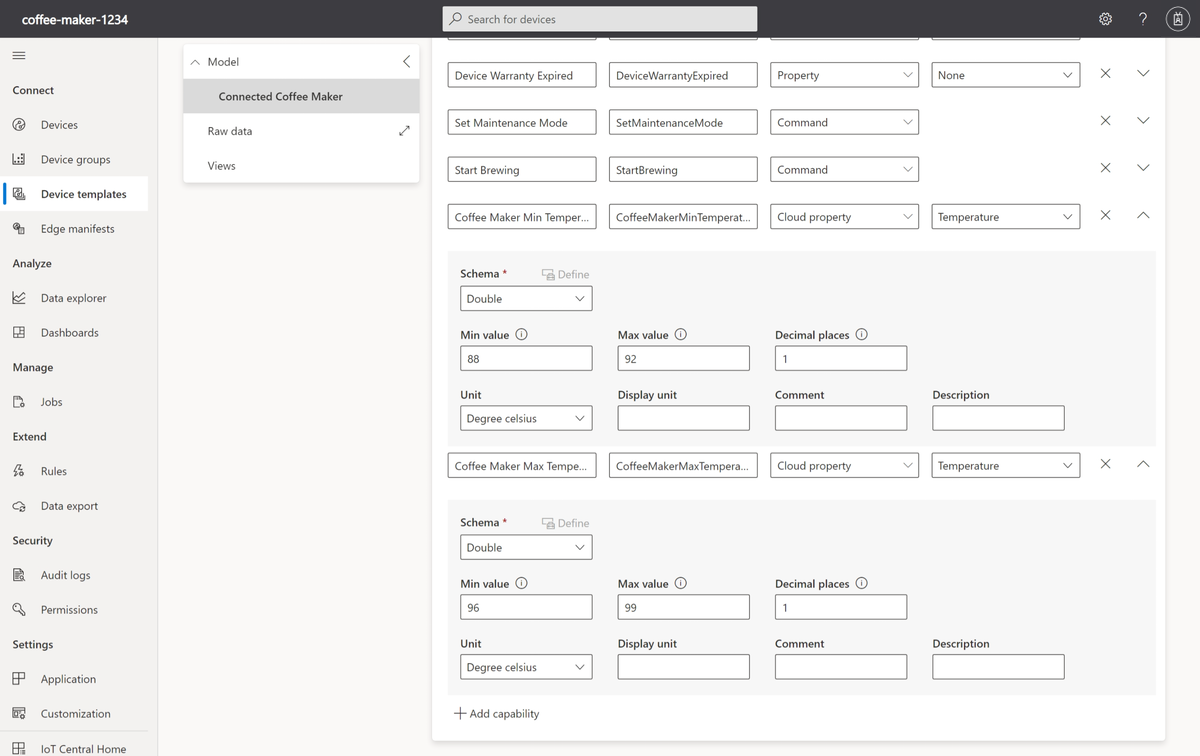 coffee-maker-1234
Search for devices
?
Connect
Devices
Device groups
Device templates
Edge manifests
Analyze
Data explorer
Dashboards
Manage
Jobs
Extend
Rules
Data export
Security
Audit logs
Permissions
Settings
Application
Customization
IoT Central Home
Model
Connected Coffee Maker
Raw data
Views
Device Warranty Expired DeviceWarrantyExpired Property None
Set Maintenance Mode SetMaintenanceMode Command
Start Brewing StartBrewing Command
Coffee Maker Min Temper... CoffeeMakerMinTemperat... Cloud property Temperature
Schema * Define
Double
Min value Max value Decimal places
88 92 1
Unit Display unit Comment Description
Degree celsius
Coffee Maker Max Tempe... CoffeeMakerMaxTempera... Cloud property Temperature
Schema * Define
Double
Min value Max value Decimal places
96 99 1
Unit Display unit Comment Description
Degree celsius
Add capability